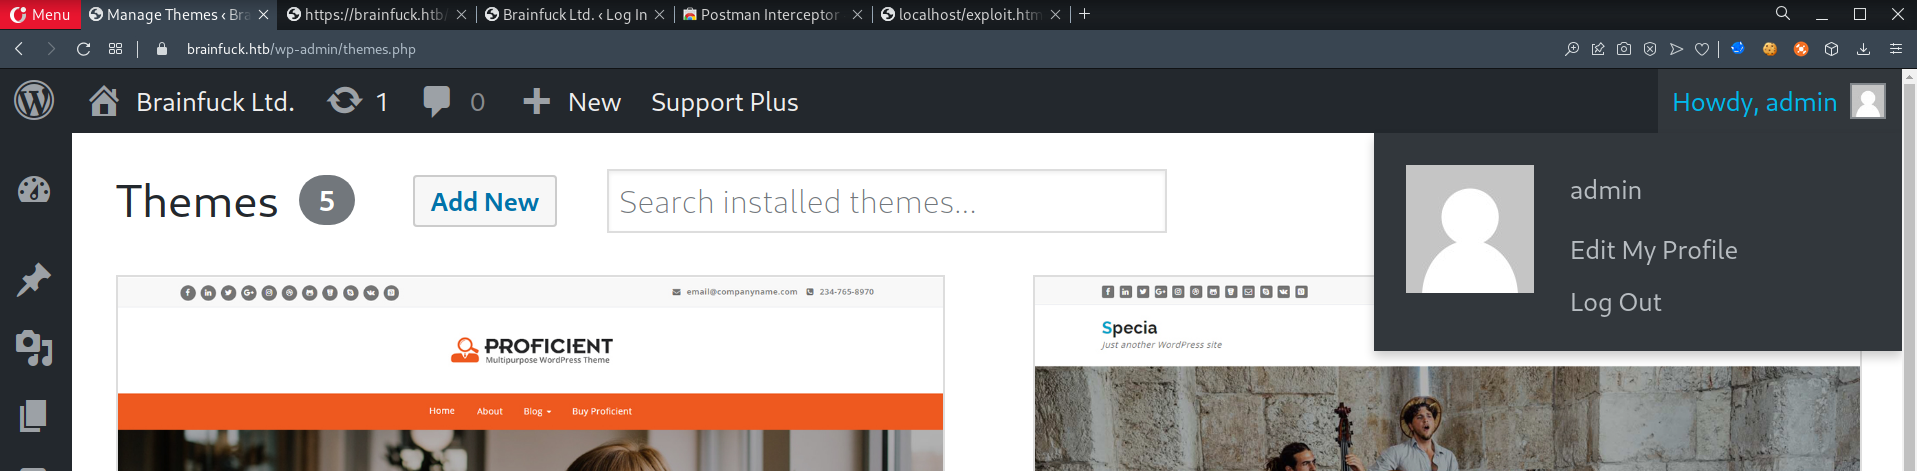 Menu
Manage Themes ‹ Bra
https://brainfuck.htb/
Brainfuck Ltd. ‹ Log In
Postman Interceptor
localhost/exploit.htm
brainfuck.htb/wp-admin/themes.php
Brainfuck Ltd.
1
0
New
Support Plus
Howdy, admin
Themes
5
Add New
Search installed themes...
admin
Edit My Profile
Log Out
email@companyname.com
234-765-8970
PROFICIENT
Multipurpose WordPress Theme
Home
About
Blog
Buy Proficient
Specia
Just another WordPress site